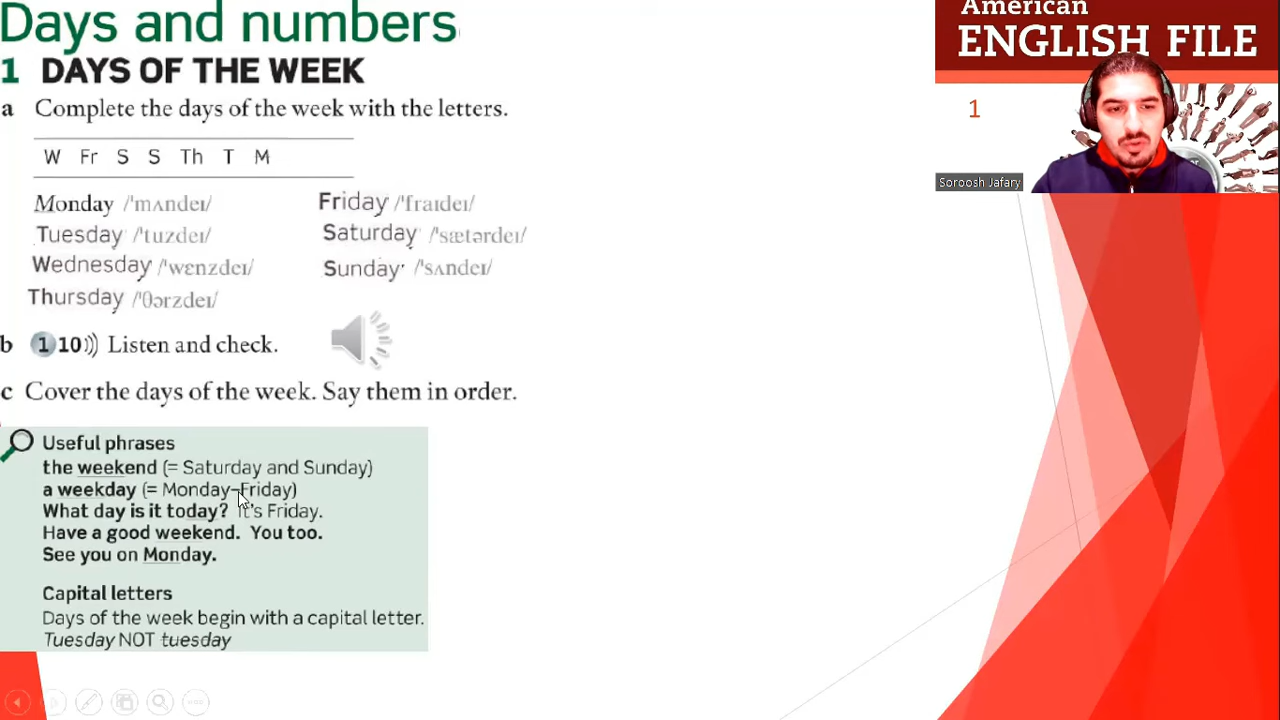 Days and numbers
1 DAYS OF THE WEEK
a Complete the days of the week with the letters.
W Fr S S Th T M
Monday /ˈmʌndeɪ/
Tuesday /ˈtuzdeɪ/
Wednesday /ˈwɛnzdeɪ/
Thursday /ˈθərzdeɪ/
Friday /ˈfraɪdeɪ/
Saturday /ˈsætərdeɪ/
Sunday /ˈsʌndeɪ/
b 1 10)) Listen and check.
c Cover the days of the week. Say them in order.
Useful phrases
the weekend (= Saturday and Sunday)
a weekday (= Monday–Friday)
What day is it today? It's Friday.
Have a good weekend. You too.
See you on Monday.
Capital letters
Days of the week begin with a capital letter.
Tuesday NOT tuesday
American
ENGLISH FILE
1
Soroosh Jafary